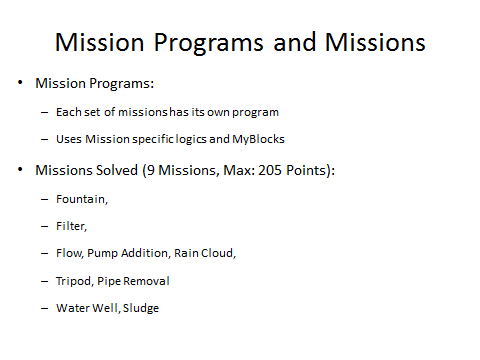 Mission Programs and Missions
• Mission Programs:
– Each set of missions has its own program
– Uses Mission specific logics and MyBlocks
• Missions Solved (9 Missions, Max: 205 Points):
– Fountain,
– Filter,
– Flow, Pump Addition, Rain Cloud,
– Tripod, Pipe Removal
– Water Well, Sludge